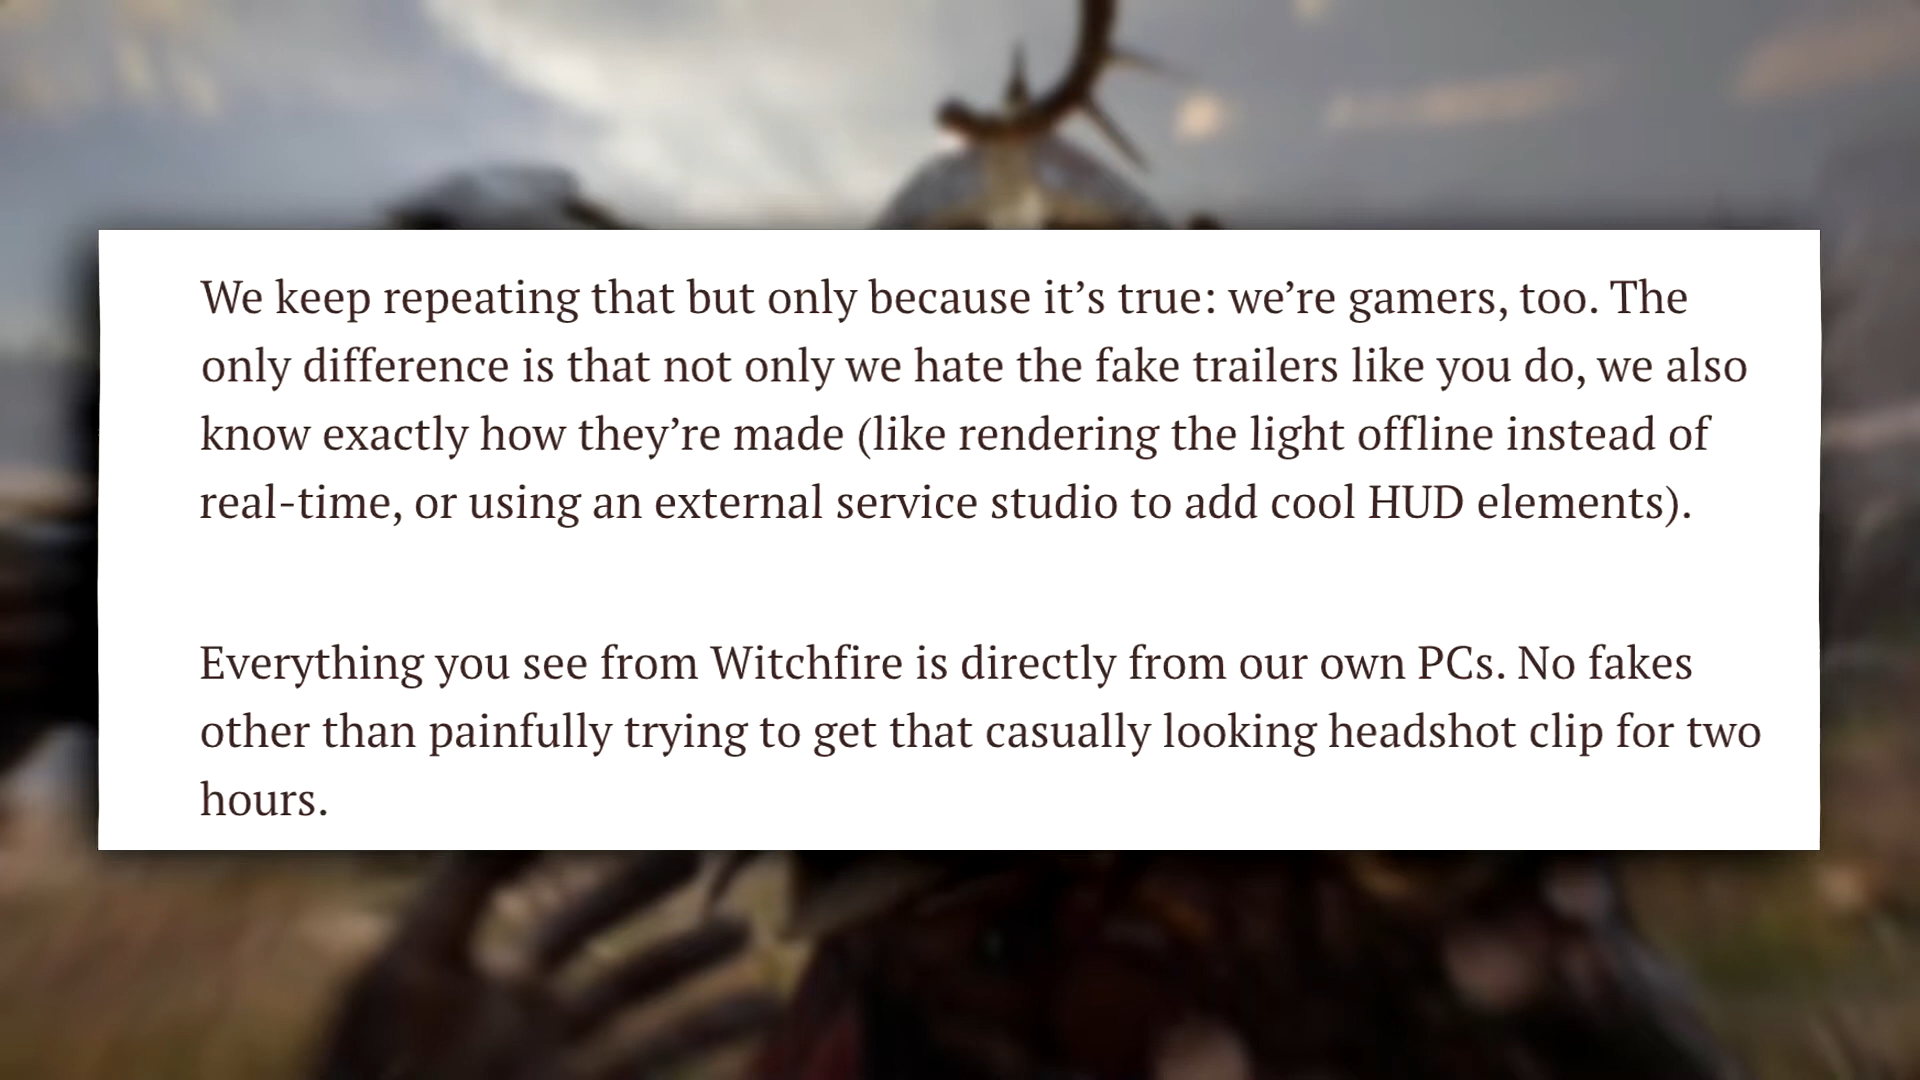 We keep repeating that but only because it’s true: we’re gamers, too. The
only difference is that not only we hate the fake trailers like you do, we also
know exactly how they’re made (like rendering the light offline instead of
real-time, or using an external service studio to add cool HUD elements).
Everything you see from Witchfire is directly from our own PCs. No fakes
other than painfully trying to get that casually looking headshot clip for two
hours.